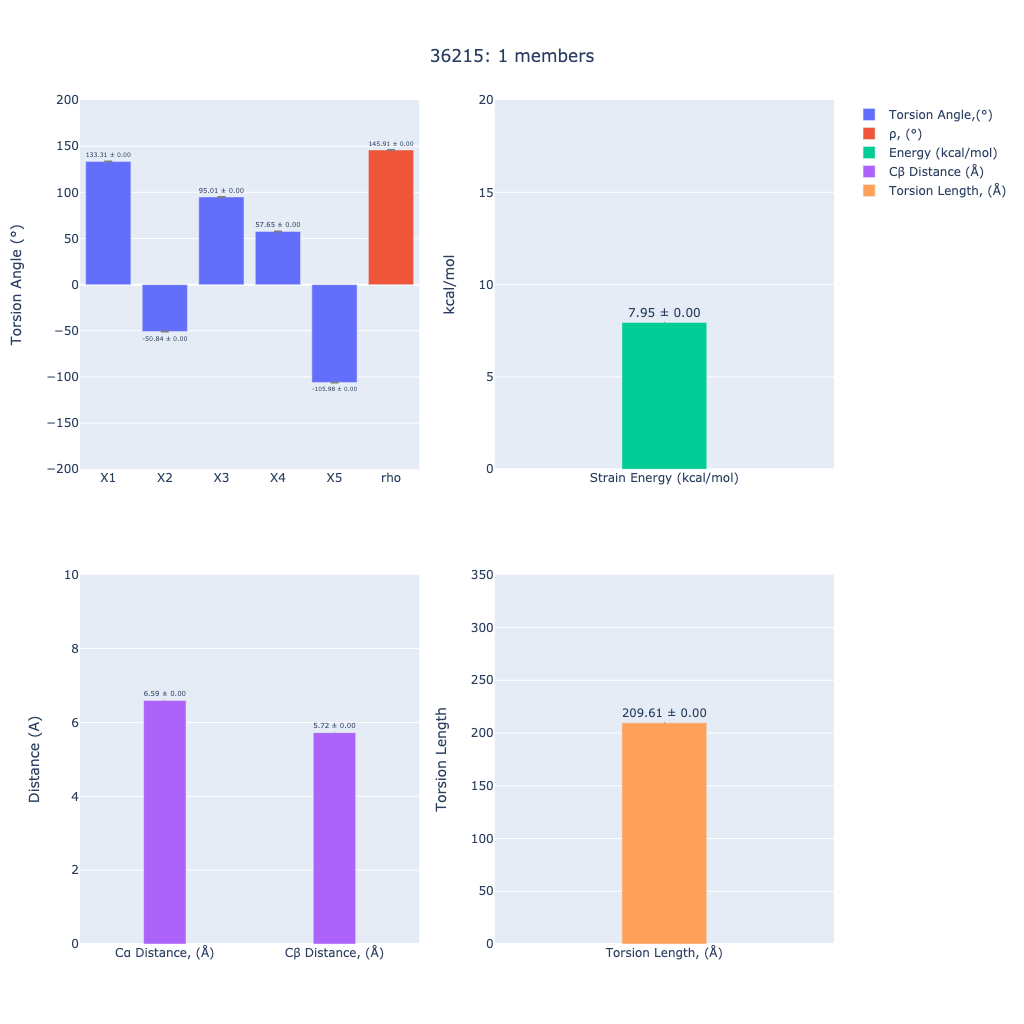 36215: 1 members
Torsion Angle (°)
200
150
100
50
0
−50
−100
−150
−200
133.31 ± 0.00
-50.84 ± 0.00
95.01 ± 0.00
57.65 ± 0.00
-105.98 ± 0.00
145.91 ± 0.00
X1 X2 X3 X4 X5 rho
kcal/mol
20
15
10
5
0
7.95 ± 0.00
Strain Energy (kcal/mol)
Torsion Angle,(°)
ρ, (°)
Energy (kcal/mol)
Cβ Distance (Å)
Torsion Length, (Å)
Distance (A)
10
8
6
4
2
0
6.59 ± 0.00
5.72 ± 0.00
Cα Distance, (Å) Cβ Distance, (Å)
Torsion Length
350
300
250
200
150
100
50
0
209.61 ± 0.00
Torsion Length, (Å)